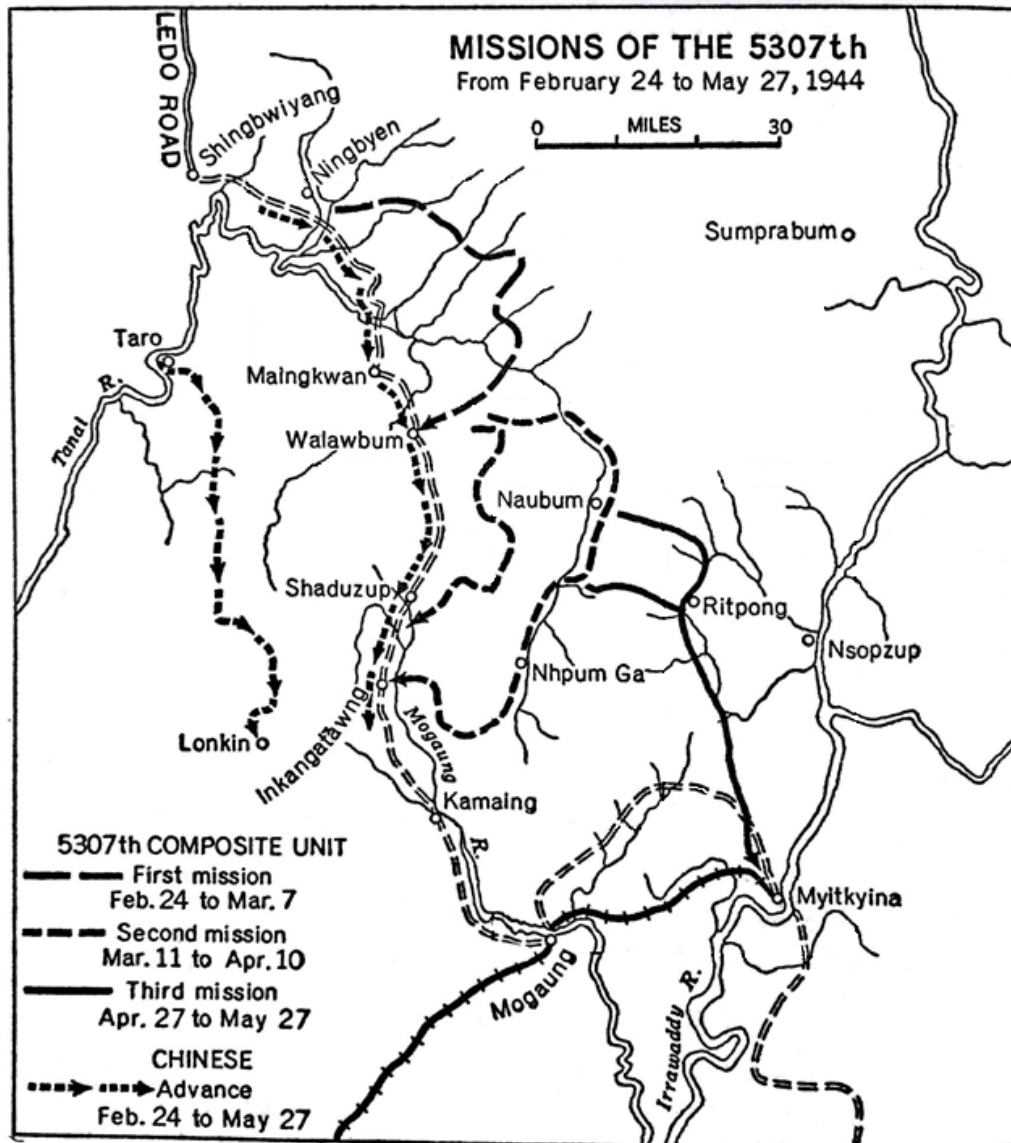 MISSIONS OF THE 5307th
From February 24 to May 27, 1944
0 MILES 30
LEDO ROAD
Shingbwiyang
Ningbyen
Sumprabum
Taro
Tanai R.
Maingkwan
Walawbum
Naubum
Shaduzup
Ritpong
Nsopzup
Nhpum Ga
Inkangatawng
Mogaung R.
Lonkin
Kamaing
Myitkyina
Mogaung
Irrawaddy R.
5307th COMPOSITE UNIT
First mission
Feb. 24 to Mar. 7
Second mission
Mar. 11 to Apr. 10
Third mission
Apr. 27 to May 27
CHINESE
Advance
Feb. 24 to May 27